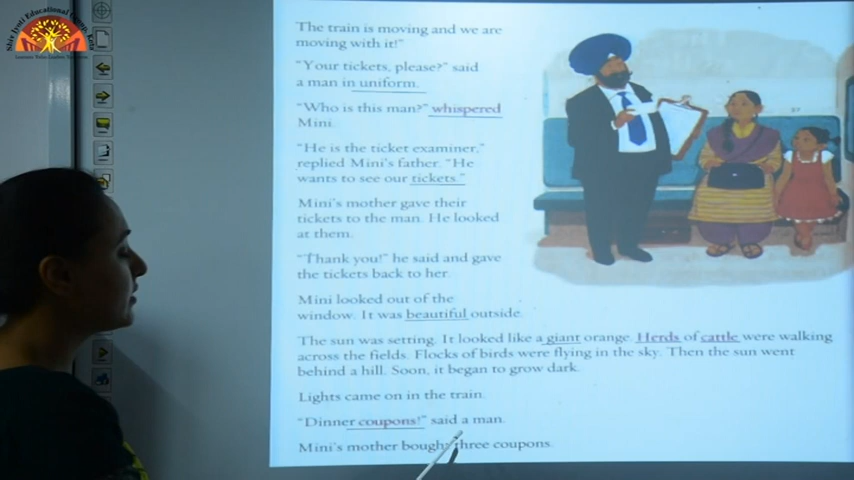 Shiv Jyoti Educational Group, Kota
The train is moving and we are
moving with it!"
"Your tickets, please?" said
a man in uniform.
"Who is this man?" whispered
Mini.
"He is the ticket examiner,"
replied Mini's father. "He
wants to see our tickets."
Mini's mother gave their
tickets to the man. He looked
at them.
"Thank you!" he said and gave
the tickets back to her.
Mini looked out of the
window. It was beautiful outside.
The sun was setting. It looked like a giant orange. Herds of cattle were walking
across the fields. Flocks of birds were flying in the sky. Then the sun went
behind a hill. Soon, it began to grow dark.
Lights came on in the train.
"Dinner coupons!" said a man.
Mini's mother bought three coupons.